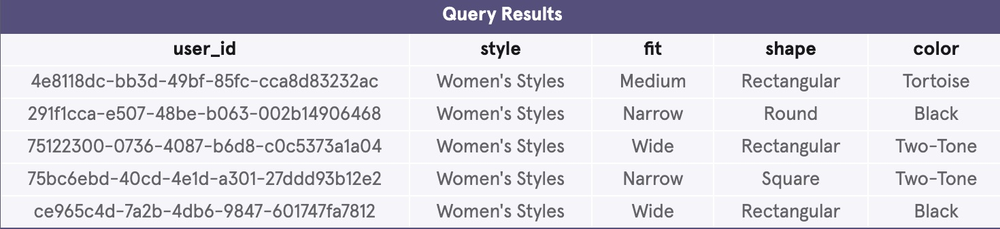 Query Results
user_id style fit shape color
4e8118dc-bb3d-49bf-85fc-cca8d83232ac Women's Styles Medium Rectangular Tortoise
291f1cca-e507-48be-b063-002b14906468 Women's Styles Narrow Round Black
75122300-0736-4087-b6d8-c0c5373a1a04 Women's Styles Wide Rectangular Two-Tone
75bc6ebd-40cd-4e1d-a301-27ddd93b12e2 Women's Styles Narrow Square Two-Tone
ce965c4d-7a2b-4db6-9847-601747fa7812 Women's Styles Wide Rectangular Black